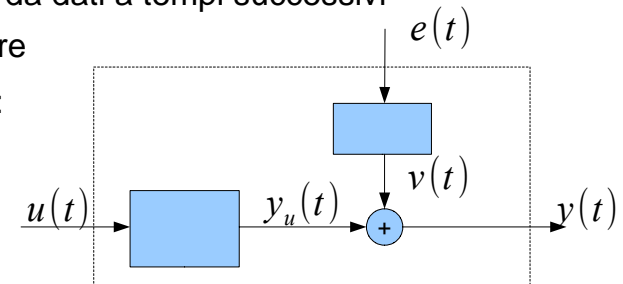 da dati a tempi successivi
e(t)
re
:
v(t)
u(t)
y_u(t)
+
y(t)